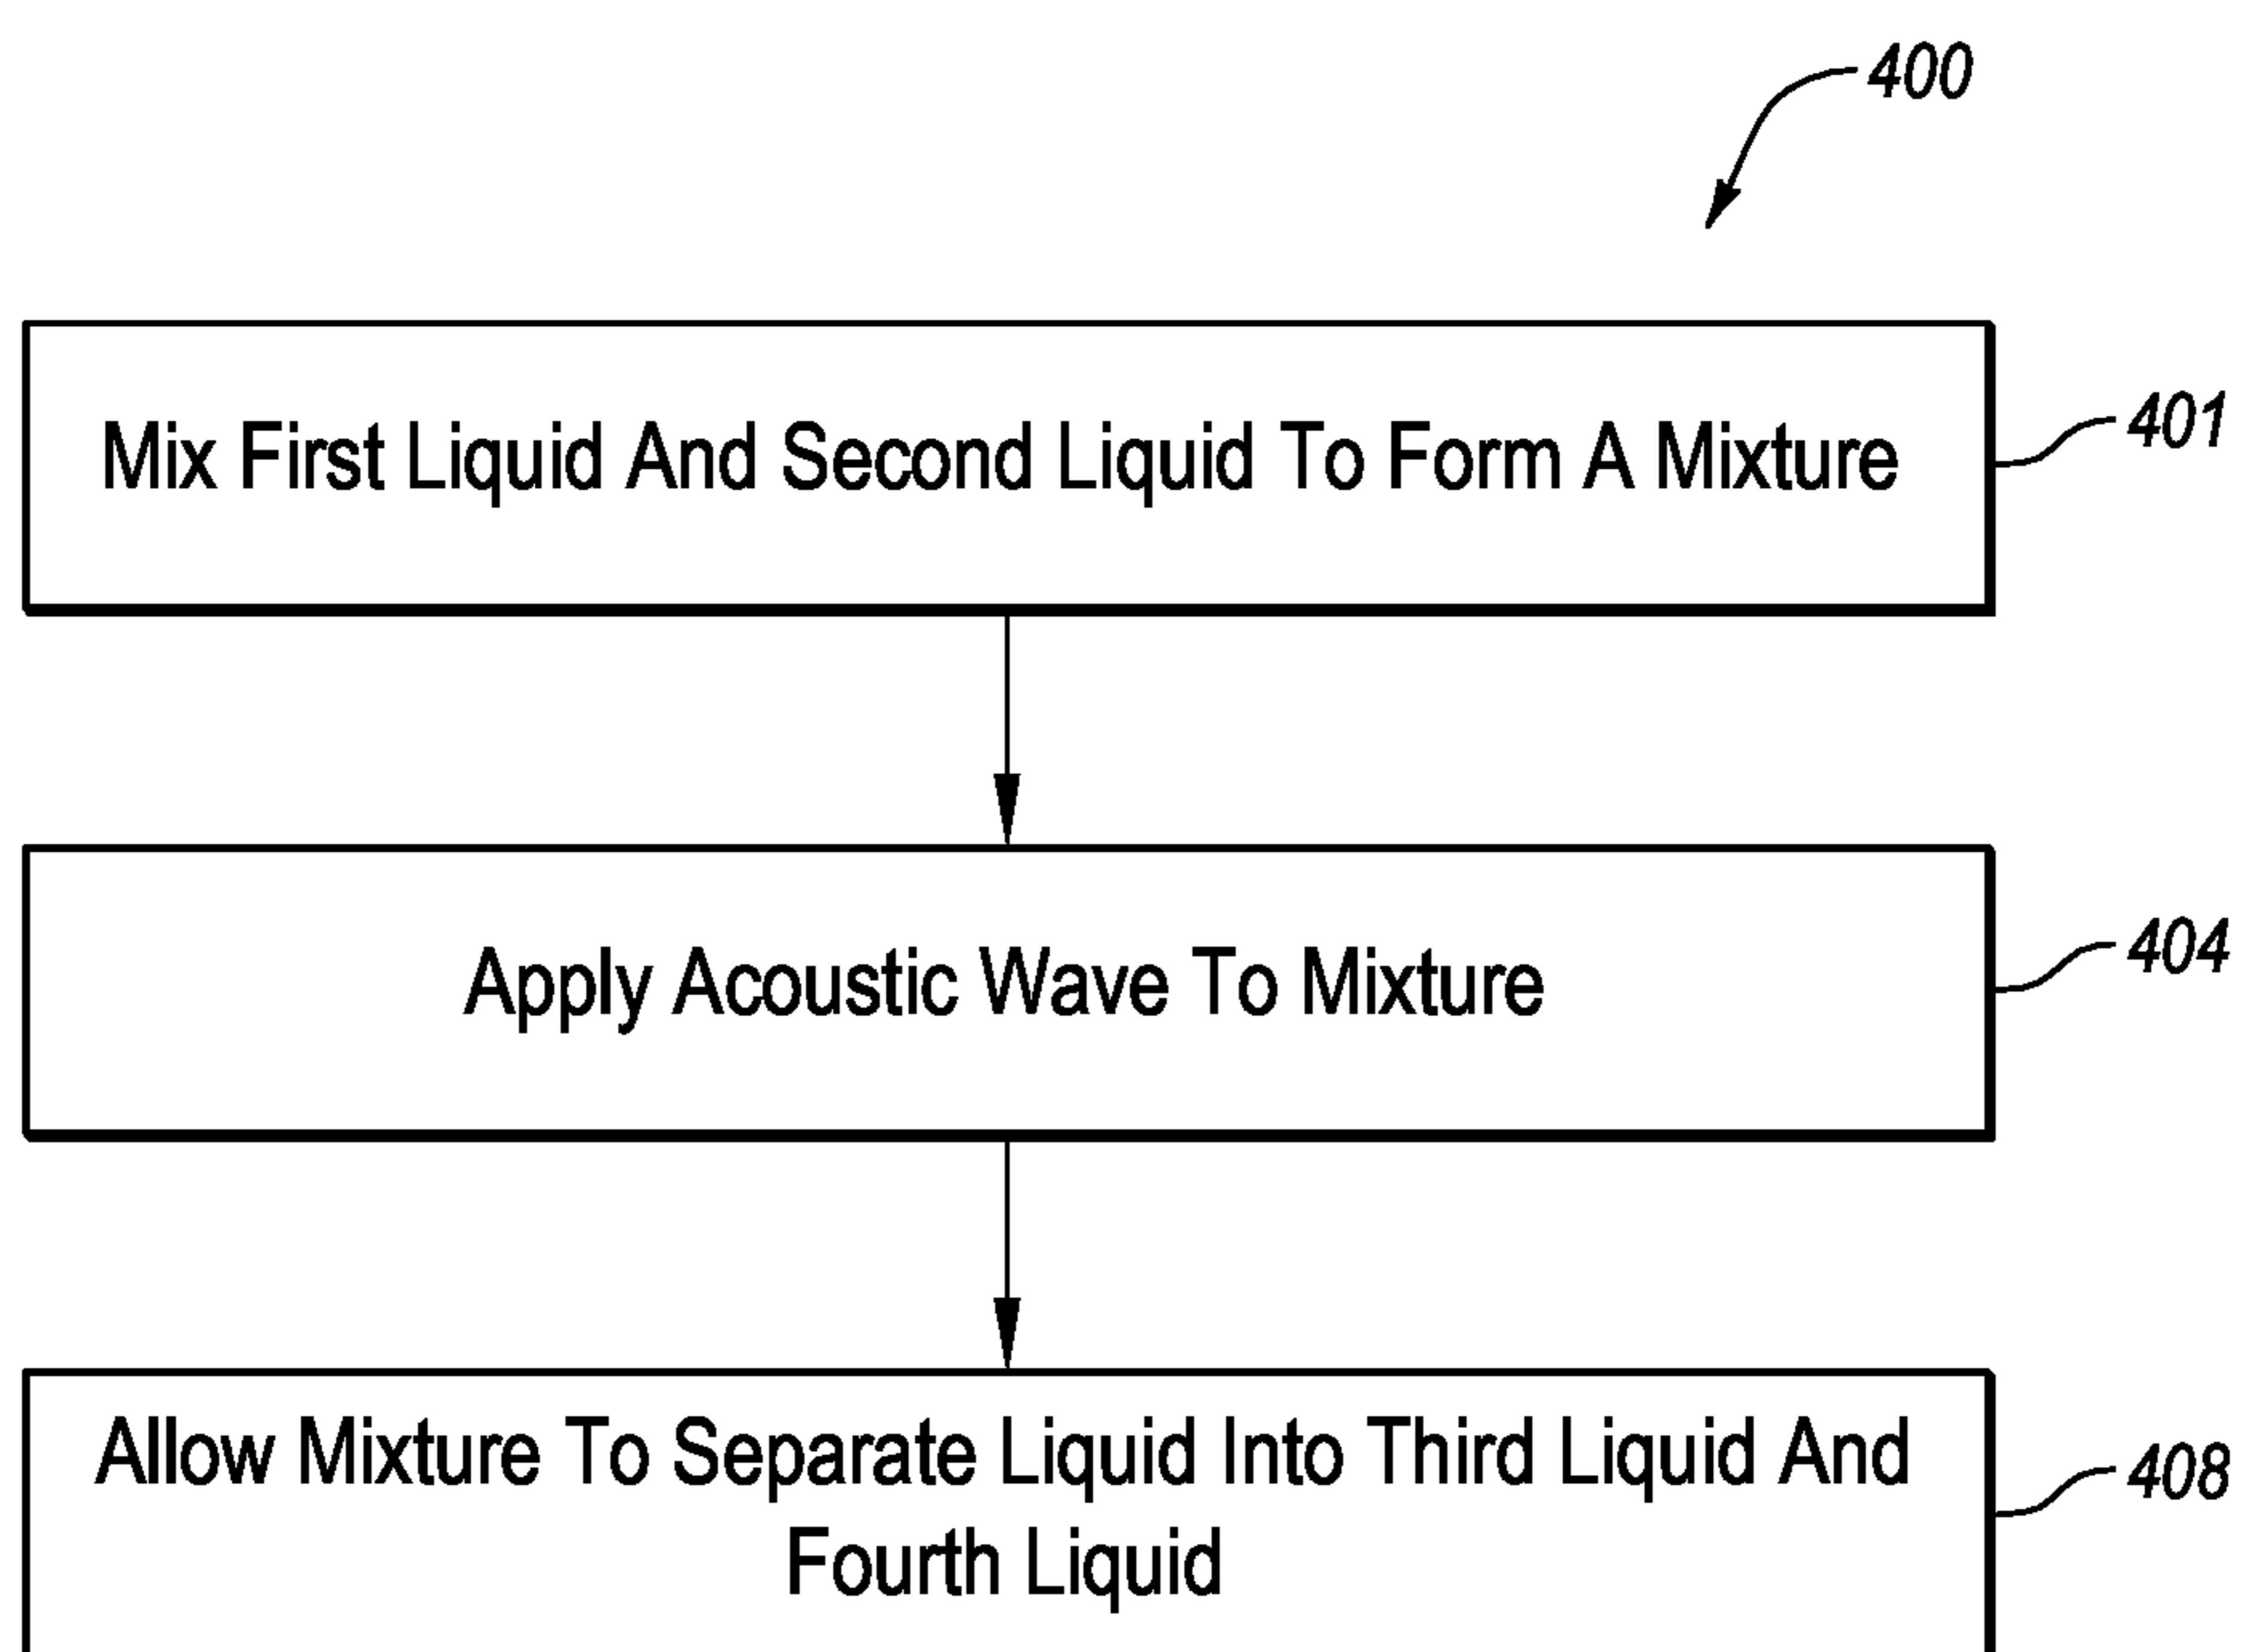 400
Mix First Liquid And Second Liquid To Form A Mixture
401
Apply Acoustic Wave To Mixture
404
Allow Mixture To Separate Liquid Into Third Liquid And
Fourth Liquid
408